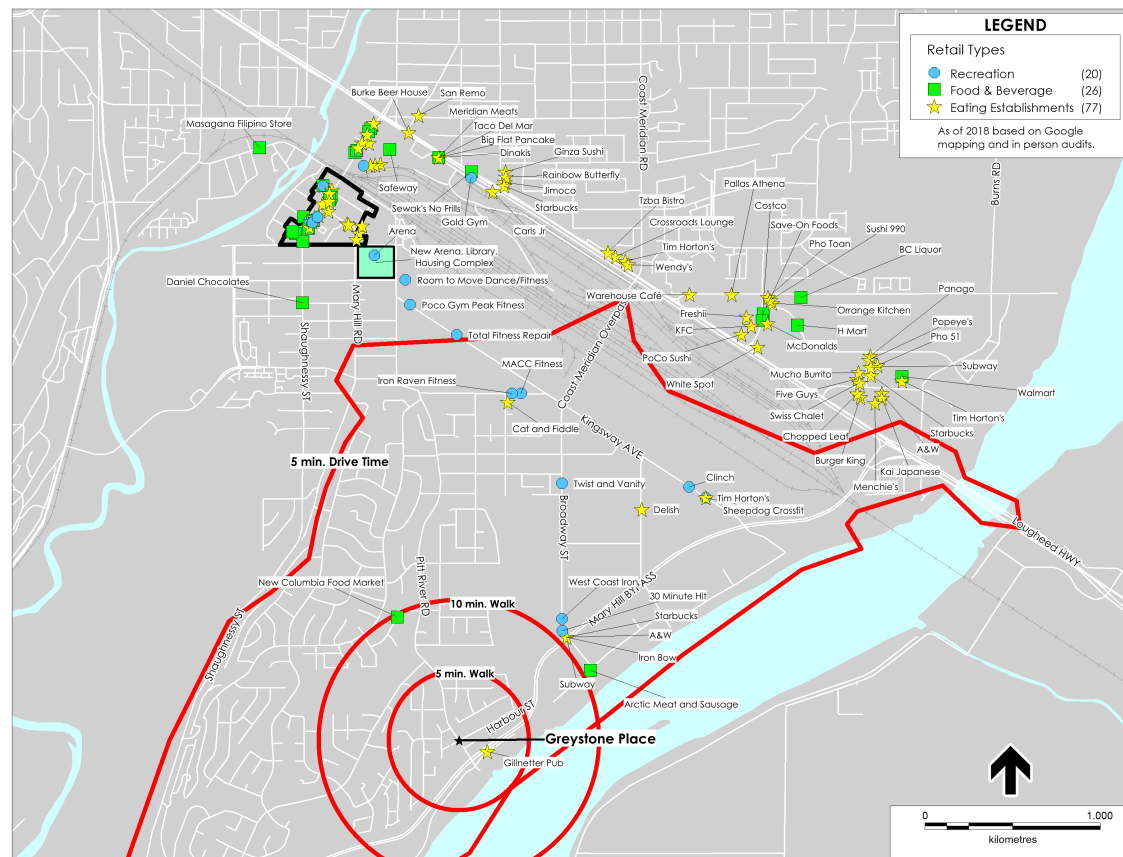 LEGEND
Retail Types
Recreation (20)
Food & Beverage (26)
Eating Establishments (77)
As of 2018 based on Google
mapping and in person audits.
Burke Beer House
San Remo
Meridian Meats
Taco Del Mar
Big Flat Pancake
Dinakis
Ginza Sushi
Masagana Filipino Store
Rainbow Butterfly
Safeway
Jimoco
Sewak's No Frills
Starbucks
Gold Gym
Carls Jr
Coast Meridian RD
Burns RD
Tzba Bistro
Pallas Athena
Costco
Crossroads Lounge
Save-On Foods
Sushi 990
Pho Toan
Tim Horton's
BC Liquor
Wendy's
Arena
New Arena, Library,
Housing Complex
Room to Move Dance/Fitness
Daniel Chocolates
Mary Hill RD
Poco Gym Peak Fitness
Warehouse Café
Panago
Orrange Kitchen
Freshii
Popeye's
KFC
H Mart
Pho 51
McDonalds
Total Fitness Repair
Shaughnessy ST
Coast Meridian Overpas
PoCo Sushi
MACC Fitness
Mucho Burrito
Subway
Iron Raven Fitness
White Spot
Five Guys
Walmart
Swiss Chalet
Tim Horton's
Cat and Fiddle
Starbucks
Chopped Leaf
A&W
Kingsway AVE
Burger King
Kai Japanese
5 min. Drive Time
Menchie's
Clinch
Twist and Vanity
Tim Horton's
Delish
Sheepdog Crossfit
Broadway ST
Lougheed HWY
Pitt River RD
New Columbia Food Market
West Coast Iron
Mary Hill BYPASS
30 Minute Hit
10 min. Walk
Starbucks
Shaughnessy ST
A&W
Iron Bow
5 min. Walk
Subway
Arctic Meat and Sausage
Harbour ST
Greystone Place
Gillnetter Pub
0 1.000
kilometres